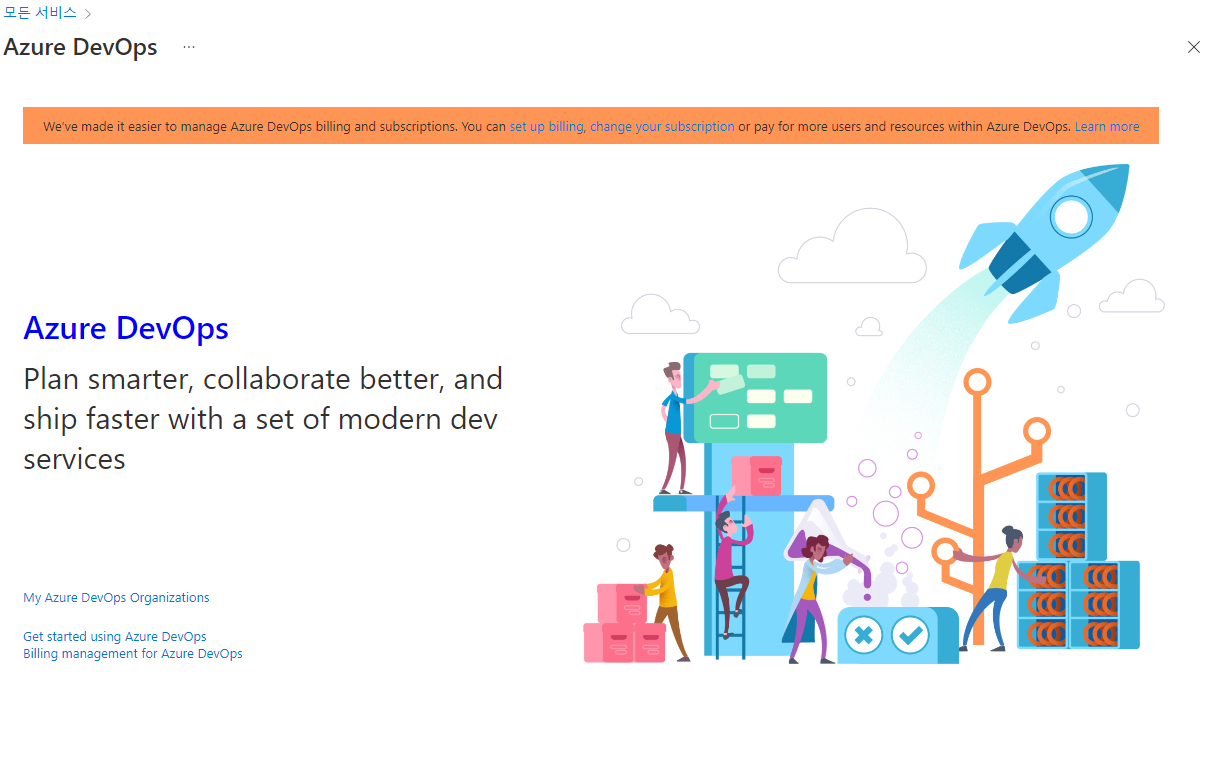 모든 서비스 >
Azure DevOps ...
We've made it easier to manage Azure DevOps billing and subscriptions. You can set up billing, change your subscription or pay for more users and resources within Azure DevOps. Learn more
Azure DevOps
Plan smarter, collaborate better, and
ship faster with a set of modern dev
services
My Azure DevOps Organizations
Get started using Azure DevOps
Billing management for Azure DevOps